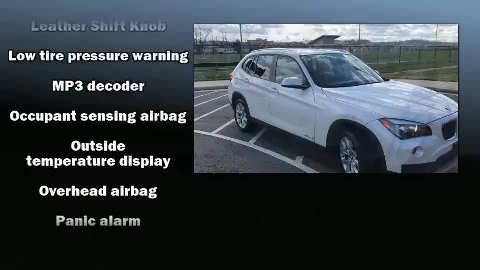 Leather Shift Knob
Low tire pressure warning
MP3 decoder
Occupant sensing airbag
Outside
temperature display
Overhead airbag
Panic alarm